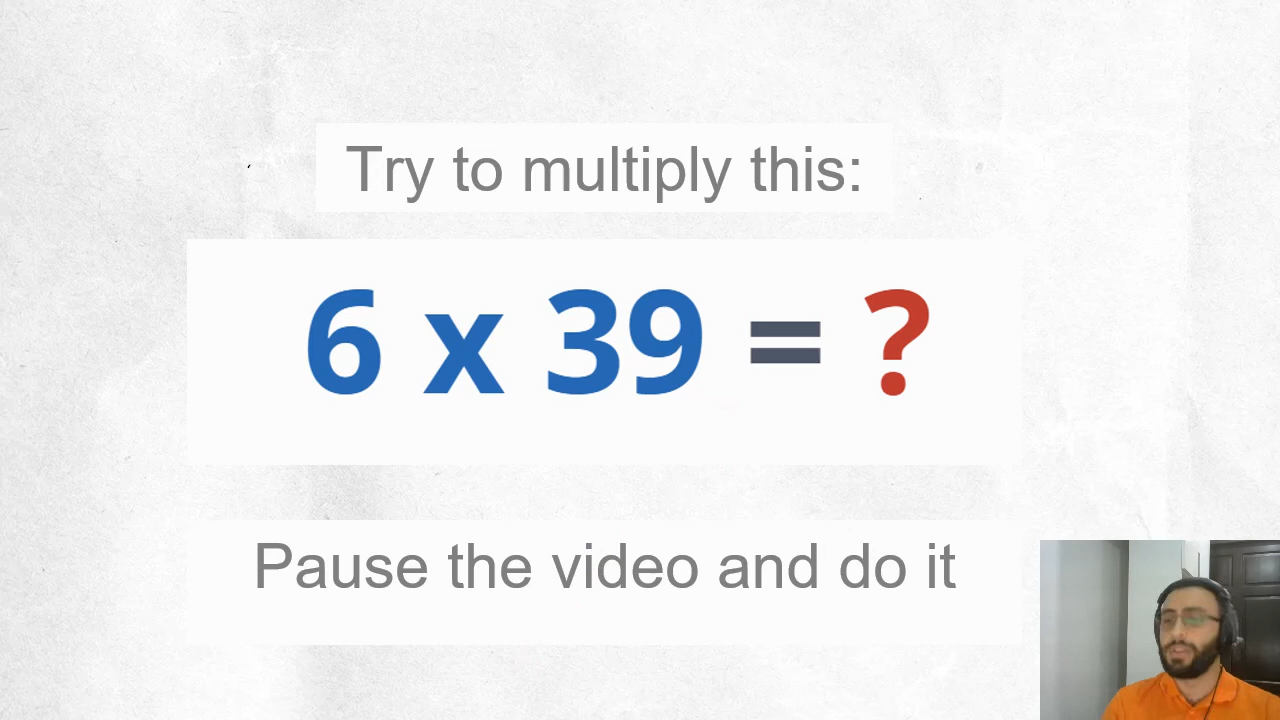 Try to multiply this:
6 x 39 = ?
Pause the video and do it